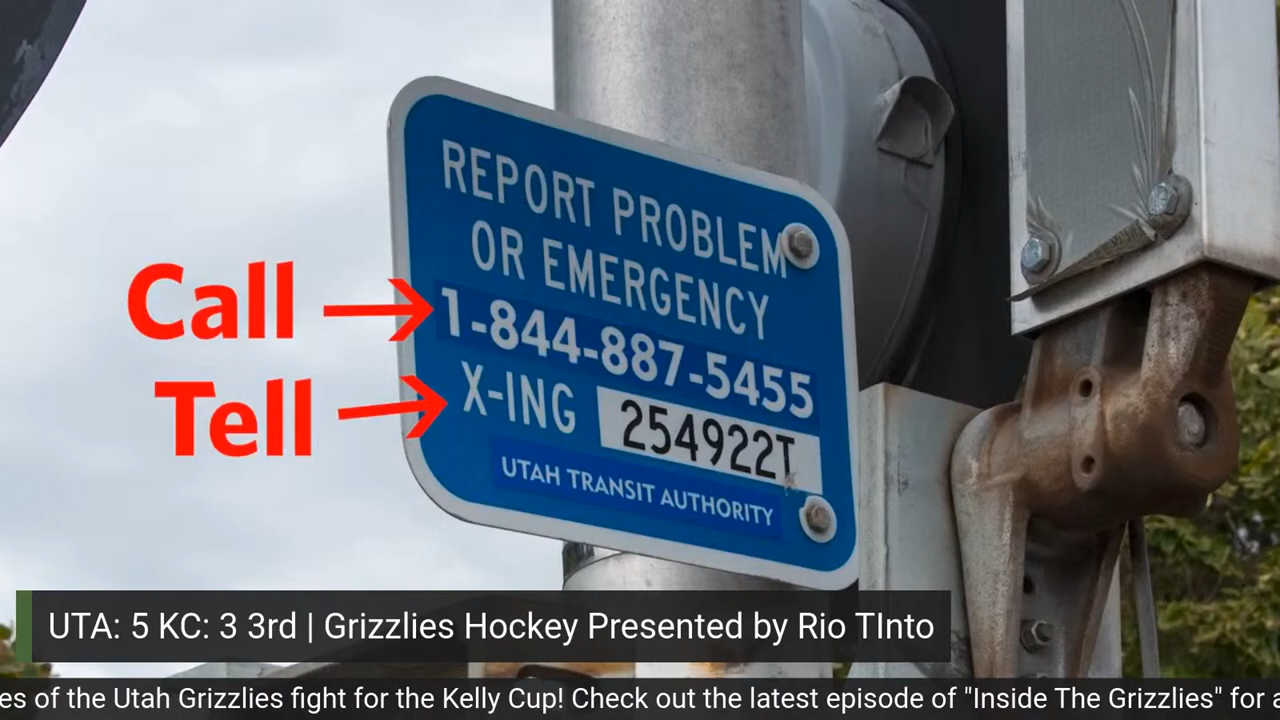 REPORT PROBLEM
OR EMERGENCY
Call → 1-844-887-5455
Tell → X-ING 254922T
UTAH TRANSIT AUTHORITY
UTA: 5 KC: 3 3rd | Grizzlies Hockey Presented by Rio TInto
es of the Utah Grizzlies fight for the Kelly Cup! Check out the latest episode of "Inside The Grizzlies" for a